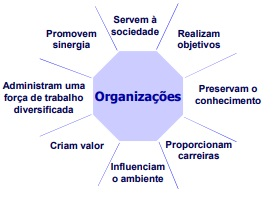 Servem à
sociedade
Promovem
sinergia
Realizam
objetivos
Administram uma
força de trabalho
diversificada
Organizações
Preservam o
conhecimento
Criam valor
Influenciam
o ambiente
Proporcionam
carreiras